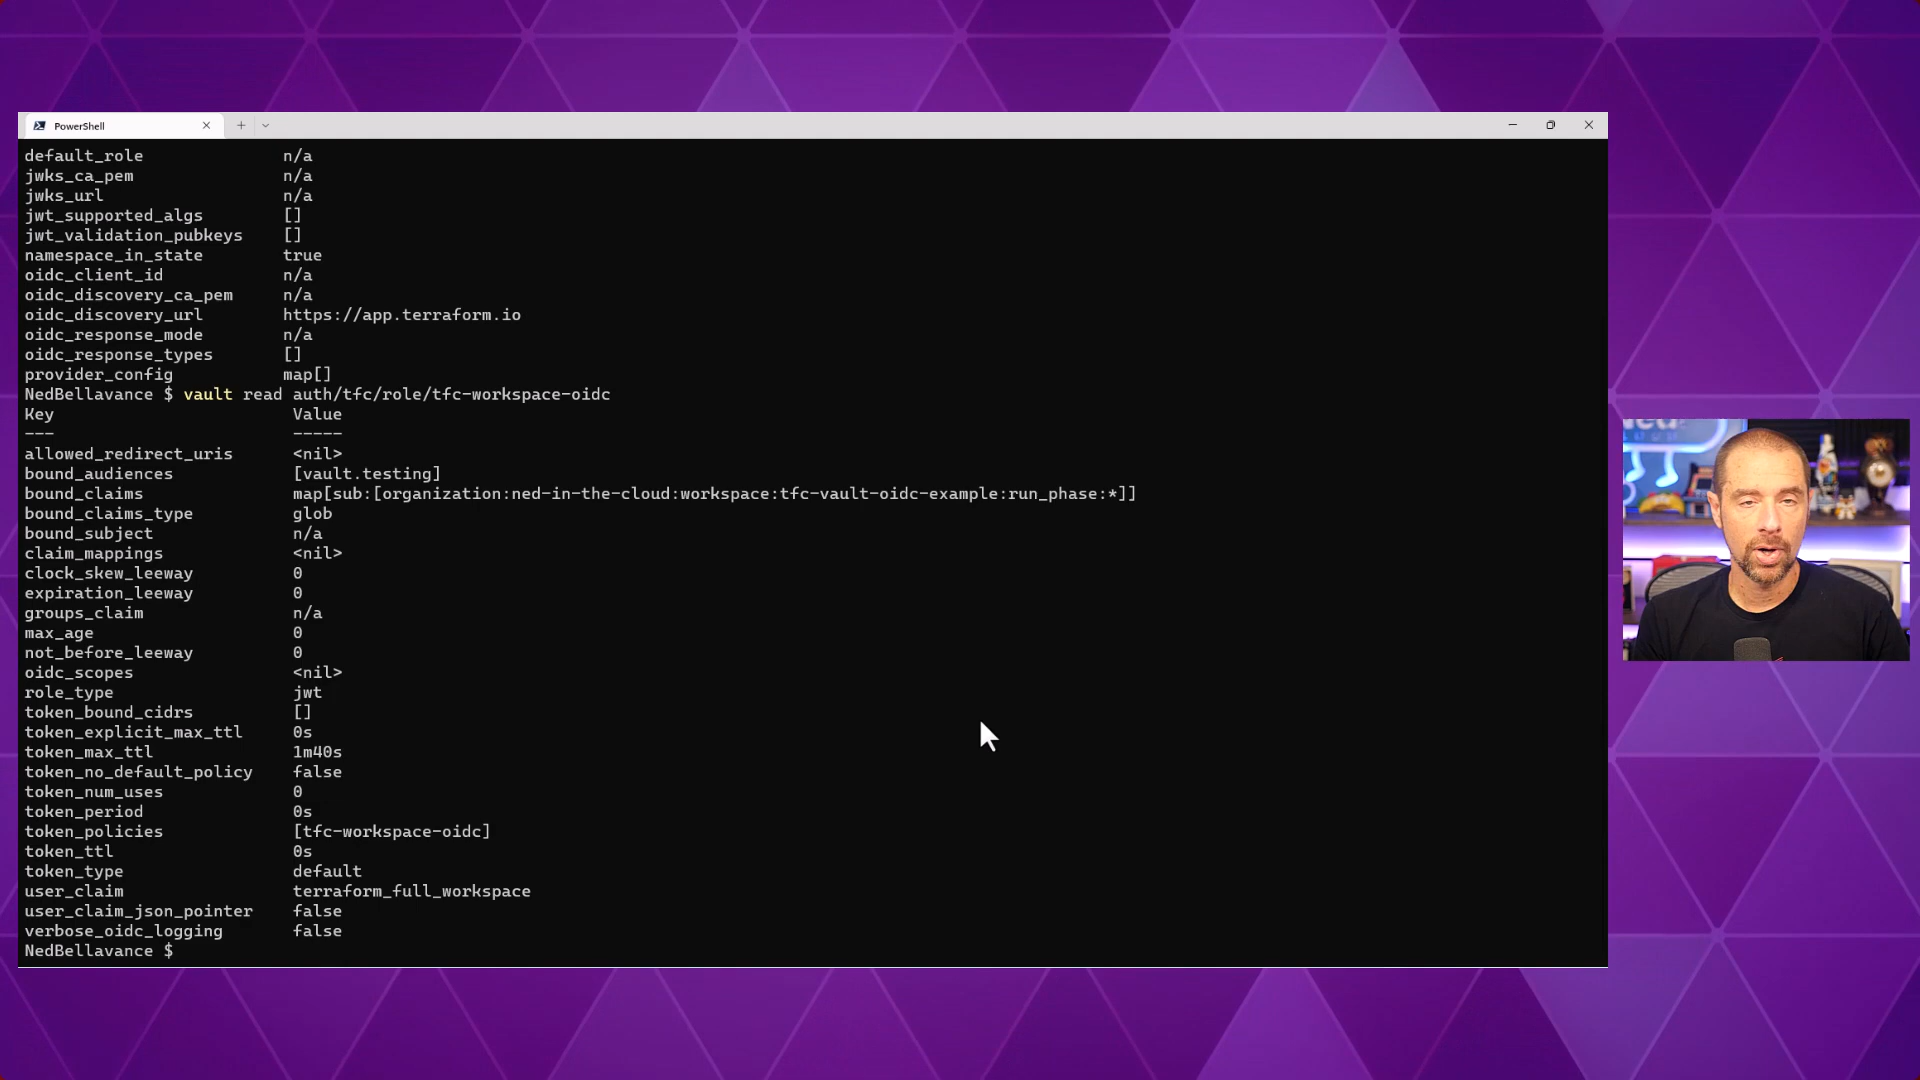 PowerShell
default_role n/a
jwks_ca_pem n/a
jwks_url n/a
jwt_supported_algs []
jwt_validation_pubkeys []
namespace_in_state true
oidc_client_id n/a
oidc_discovery_ca_pem n/a
oidc_discovery_url https://app.terraform.io
oidc_response_mode n/a
oidc_response_types []
provider_config map[]
NedBellavance $ vault read auth/tfc/role/tfc-workspace-oidc
Key Value
--- -----
allowed_redirect_uris <nil>
bound_audiences [vault.testing]
bound_claims map[sub:[organization:ned-in-the-cloud:workspace:tfc-vault-oidc-example:run_phase:*]]
bound_claims_type glob
bound_subject n/a
claim_mappings <nil>
clock_skew_leeway 0
expiration_leeway 0
groups_claim n/a
max_age 0
not_before_leeway 0
oidc_scopes <nil>
role_type jwt
token_bound_cidrs []
token_explicit_max_ttl 0s
token_max_ttl 1m40s
token_no_default_policy false
token_num_uses 0
token_period 0s
token_policies [tfc-workspace-oidc]
token_ttl 0s
token_type default
user_claim terraform_full_workspace
user_claim_json_pointer false
verbose_oidc_logging false
NedBellavance $